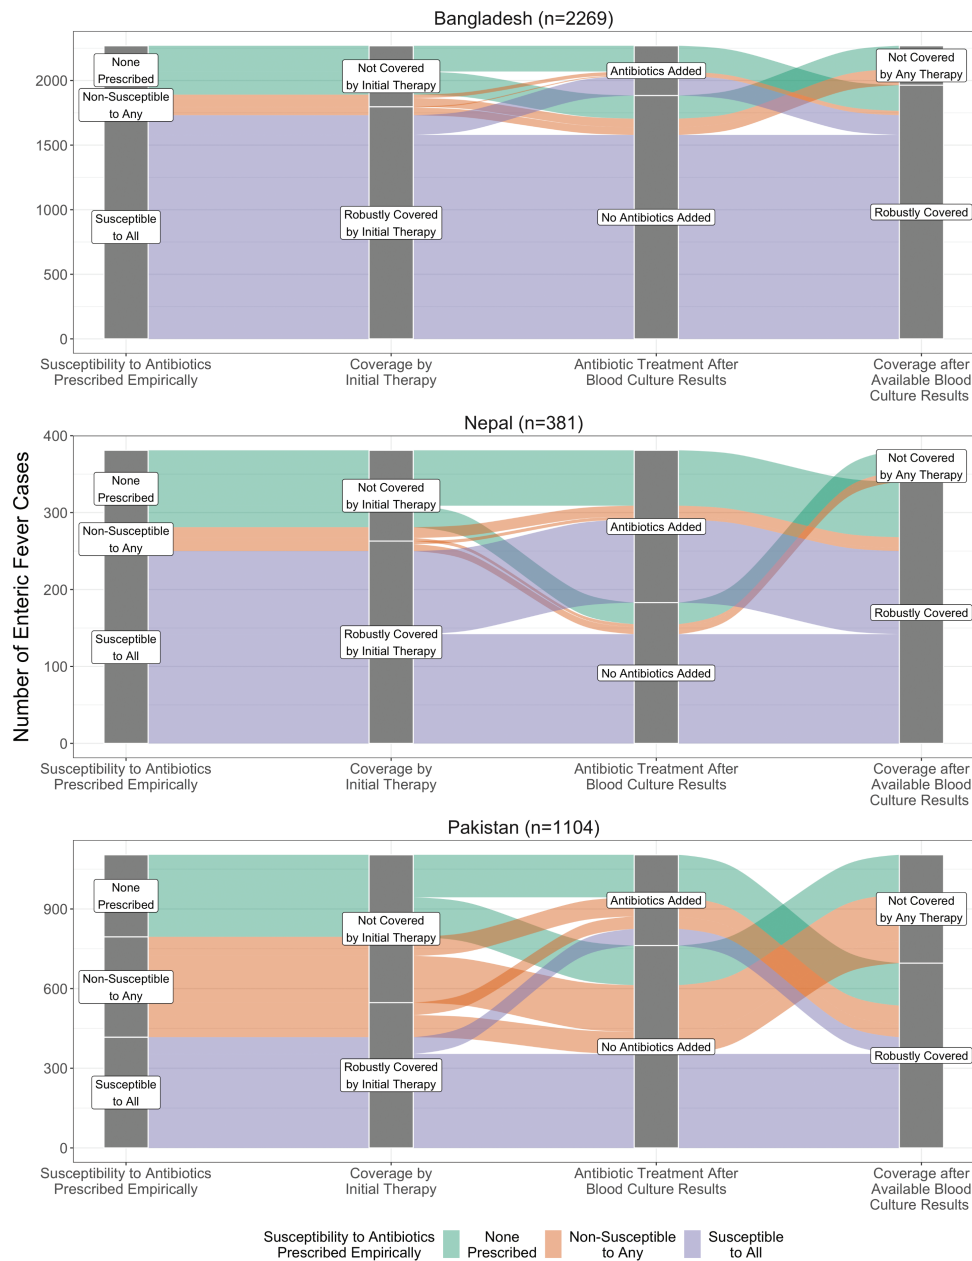 Bangladesh (n=2269)
2000
1500
1000
500
0
None
Prescribed
Non-Susceptible
to Any
Susceptible
to All
Not Covered
by Initial Therapy
Robustly Covered
by Initial Therapy
Antibiotics Added
No Antibiotics Added
Not Covered
by Any Therapy
Robustly Covered
Susceptibility to Antibiotics
Prescribed Empirically
Coverage by
Initial Therapy
Antibiotic Treatment After
Blood Culture Results
Coverage after
Available Blood
Culture Results
Number of Enteric Fever Cases
Nepal (n=381)
400
300
200
100
0
None
Prescribed
Non-Susceptible
to Any
Susceptible
to All
Not Covered
by Initial Therapy
Robustly Covered
by Initial Therapy
Antibiotics Added
No Antibiotics Added
Not Covered
by Any Therapy
Robustly Covered
Susceptibility to Antibiotics
Prescribed Empirically
Coverage by
Initial Therapy
Antibiotic Treatment After
Blood Culture Results
Coverage after
Available Blood
Culture Results
Pakistan (n=1104)
900
600
300
0
None
Prescribed
Non-Susceptible
to Any
Susceptible
to All
Not Covered
by Initial Therapy
Robustly Covered
by Initial Therapy
Antibiotics Added
No Antibiotics Added
Not Covered
by Any Therapy
Robustly Covered
Susceptibility to Antibiotics
Prescribed Empirically
Coverage by
Initial Therapy
Antibiotic Treatment After
Blood Culture Results
Coverage after
Available Blood
Culture Results
Susceptibility to Antibiotics
Prescribed Empirically
None
Prescribed
Non-Susceptible
to Any
Susceptible
to All